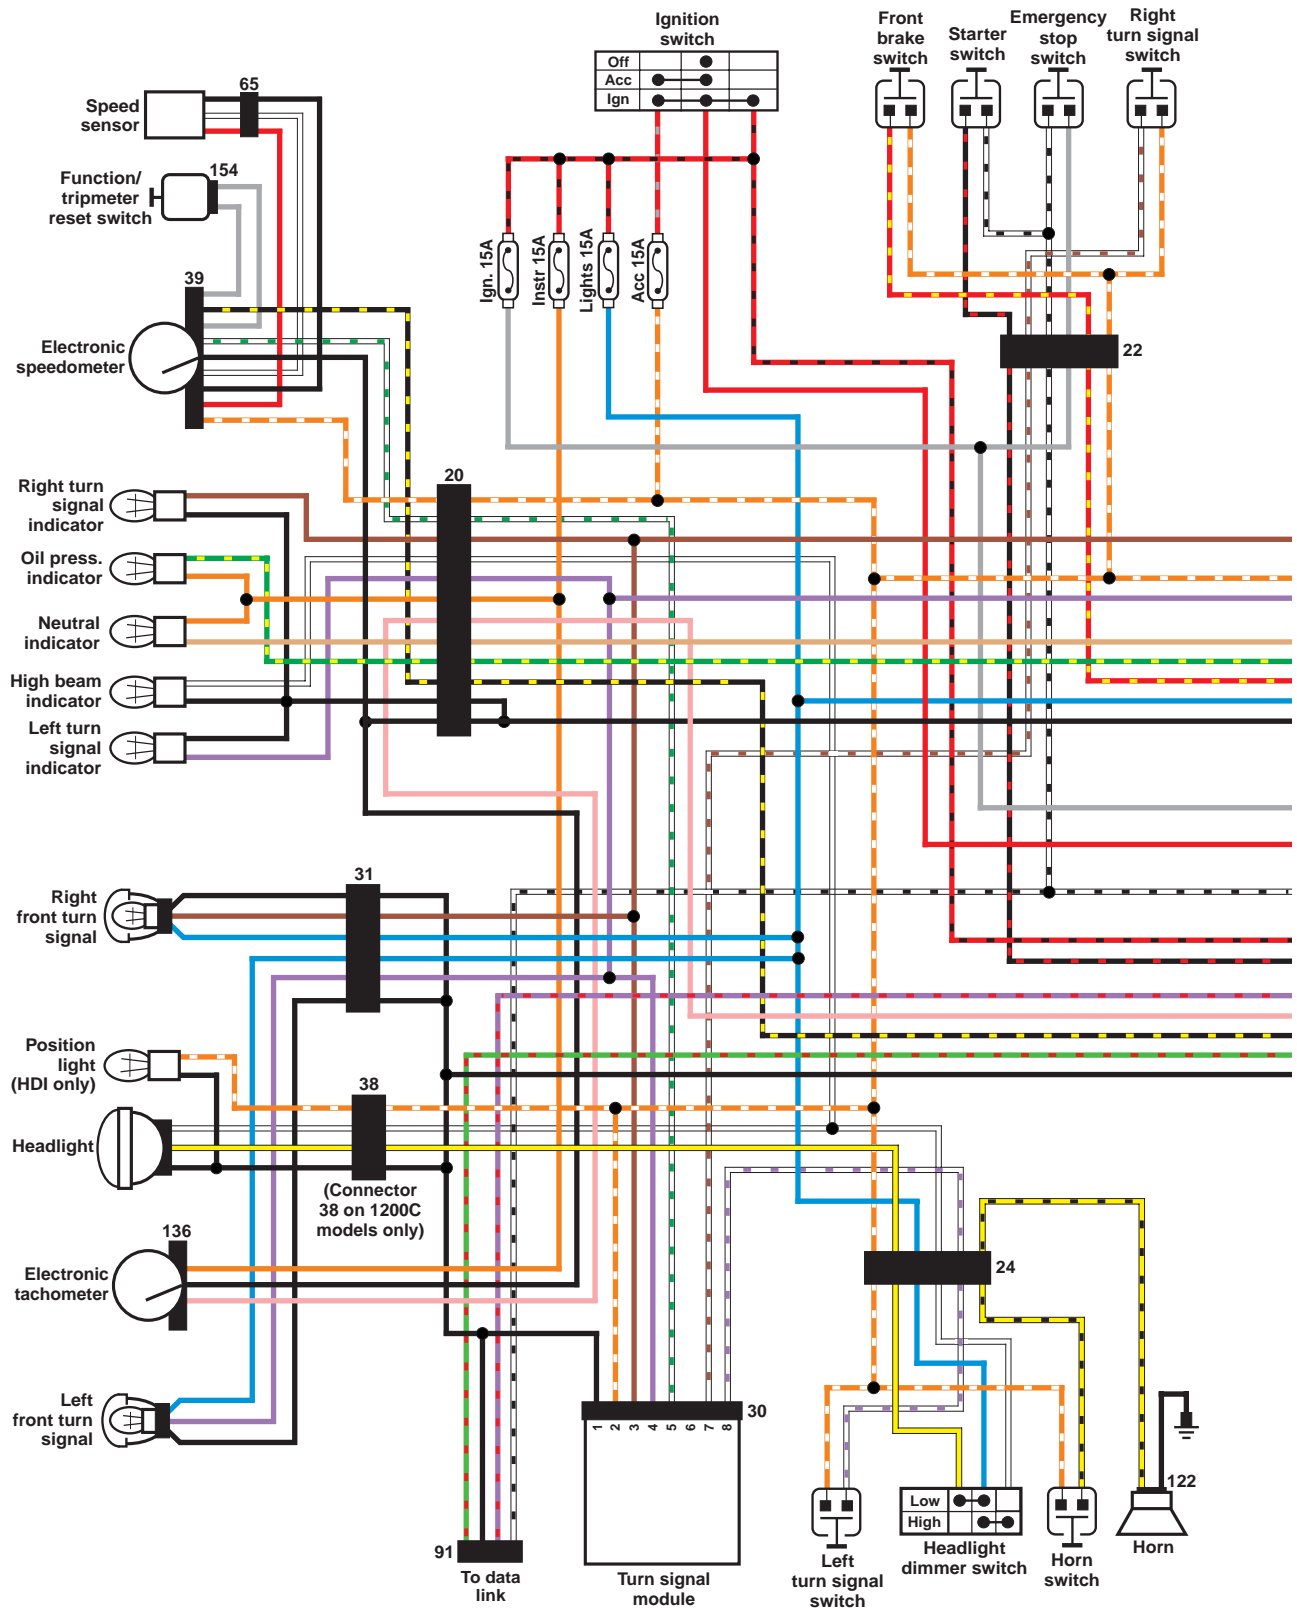 Ignition
switch
Off
Acc
Ign
Front
brake
switch
Starter
switch
Emergency
stop
switch
Right
turn signal
switch
Speed
sensor
65
Function/
tripmeter
reset switch
154
39
Electronic
speedometer
Ign. 15A
Instr 15A
Lights 15A
Acc 15A
22
20
Right turn
signal
indicator
Oil press.
indicator
Neutral
indicator
High beam
indicator
Left turn
signal
indicator
31
Right
front turn
signal
Position
light
(HDI only)
38
Headlight
(Connector
38 on 1200C
models only)
136
Electronic
tachometer
24
Left
front turn
signal
30
1 2 3 4 5 6 7 8
Turn signal
module
91
To data
link
Left
turn signal
switch
Low
High
Headlight
dimmer switch
Horn
switch
122
Horn